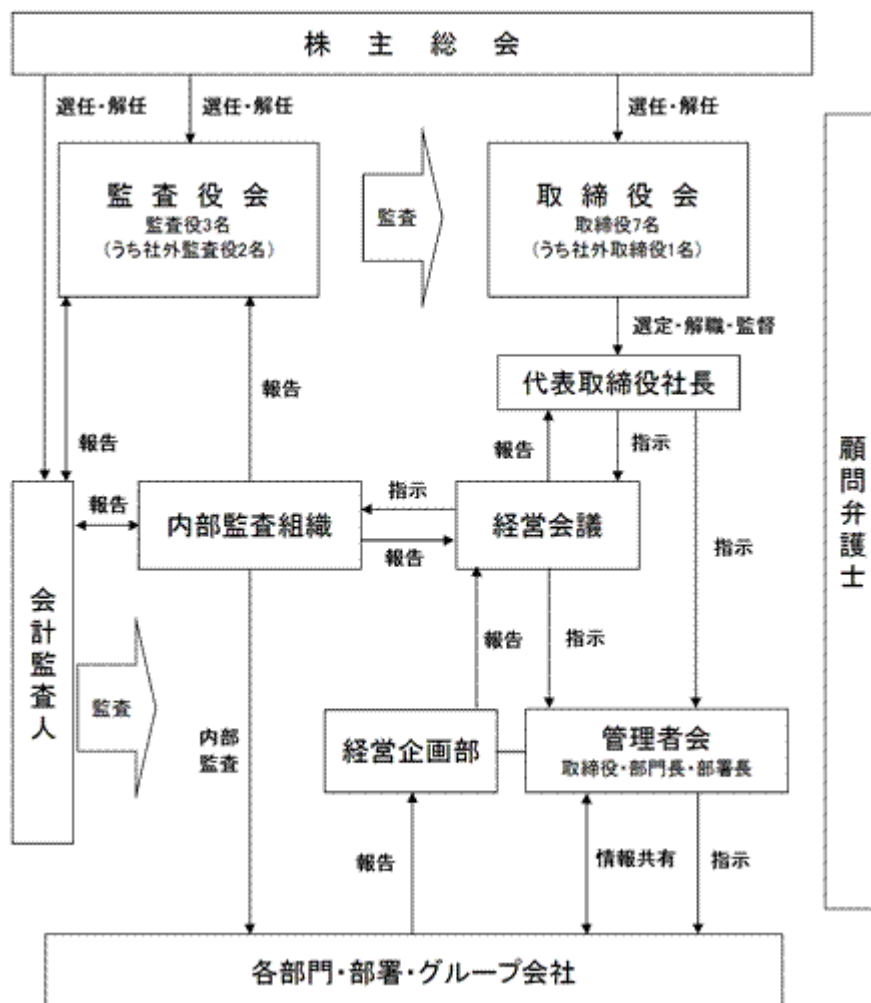 株主総会
選任・解任
選任・解任
選任・解任
監査役会
監査役3名
(うち社外監査役2名)
監査
取締役会
取締役7名
(うち社外取締役1名)
選定・解職・監督
代表取締役社長
報告
報告
報告
指示
顧問弁護士
報告
内部監査組織
指示
報告
経営会議
指示
会計監査人
監査
報告
指示
内部
監査
経営企画部
管理者会
取締役・部門長・部署長
報告
情報共有
指示
各部門・部署・グループ会社